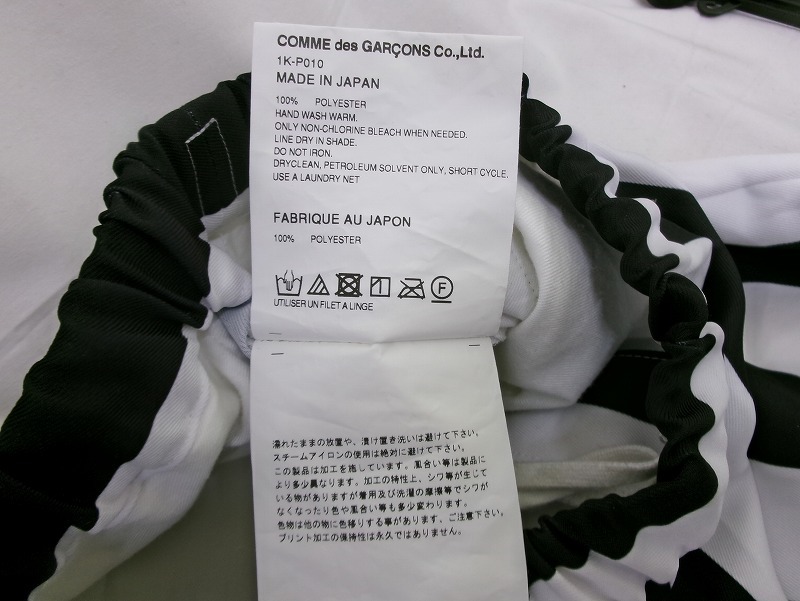 COMME des GARÇONS Co.,Ltd.
1K-P010
MADE IN JAPAN
100% POLYESTER
HAND WASH WARM.
ONLY NON-CHLORINE BLEACH WHEN NEEDED.
LINE DRY IN SHADE.
DO NOT IRON.
DRYCLEAN, PETROLEUM SOLVENT ONLY, SHORT CYCLE.
USE A LAUNDRY NET
FABRIQUE AU JAPON
100% POLYESTER
F
UTILISER UN FILET A LINGE
濡れたままの放置や、漬け置き洗いは避けて下さい。
スチームアイロンの使用は絶対に避けて下さい。
この製品は加工を施しています。風合い等は製品に
より多少異なります。加工の特性上、シワ等が生じて
いる物がありますが着用及び洗濯の摩擦等でシワが
なくなったり色や風合い等も多少変わります。
色物は他の物に色移りする事があります、ご注意下さい。
プリント加工の保持性は永久ではありません。